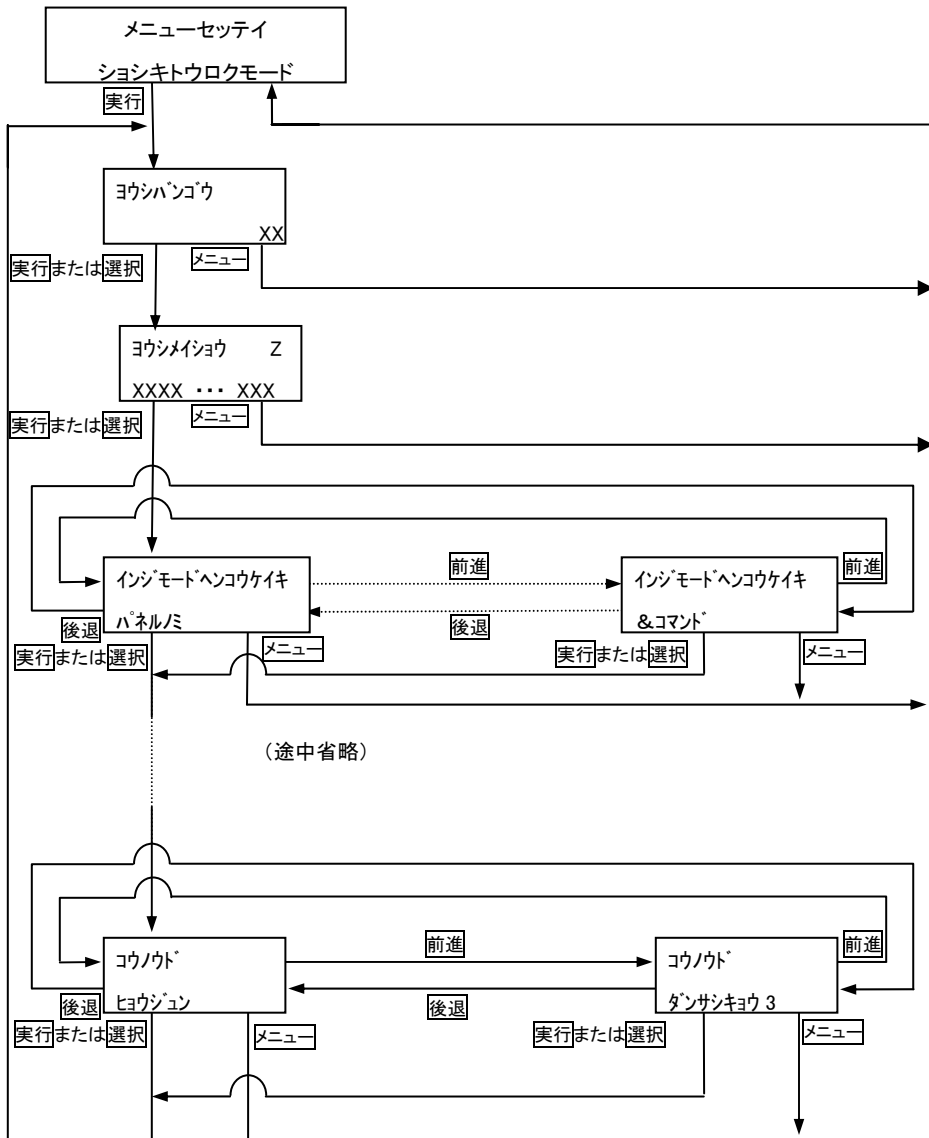 メニューセッテイ
ショシキトウロクモード
実行
ﾖｳｼﾊﾞﾝｺﾞｳ
XX
実行または選択
メニュー
ﾖｳｼﾒｲｼｮｳ Z
XXXX ・・・ XXX
実行または選択
メニュー
ｲﾝｼﾞﾓｰﾄﾞﾍﾝｺｳｹｲｷ
ﾊﾟﾈﾙﾉﾐ
前進
後退
ｲﾝｼﾞﾓｰﾄﾞﾍﾝｺｳｹｲｷ
&ｺﾏﾝﾄﾞ
前進
後退
実行または選択
メニュー
実行または選択
メニュー
（途中省略）
ｺｳﾉｳﾄﾞ
ﾋｮｳｼﾞｭﾝ
前進
後退
ｺｳﾉｳﾄﾞ
ﾀﾞﾝｻｼｷｮｳ 3
前進
後退
実行または選択
メニュー
実行または選択
メニュー